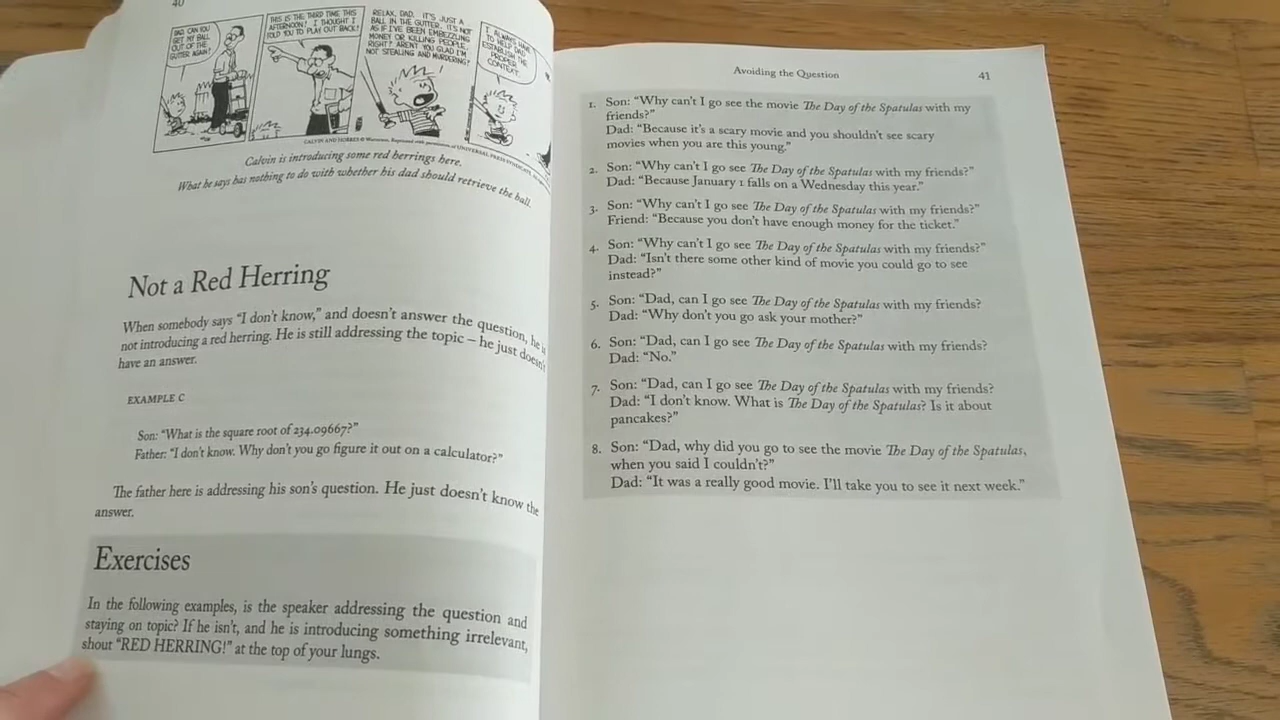 40
DAD, CAN YOU
GET MY BALL
OUT OF THE
GUTTER AGAIN?
THIS IS THE THIRD TIME THIS
AFTERNOON! I THOUGHT I
TOLD YOU TO PLAY OUT BACK!
RELAX, DAD. IT'S JUST A
BALL IN THE GUTTER. IT'S NOT
AS IF I'VE BEEN EMBEZZLING
MONEY OR KILLING PEOPLE,
RIGHT? AREN'T YOU GLAD I'M
NOT STEALING AND MURDERING?
I ALWAYS HAVE
TO HELP DAD
ESTABLISH THE
PROPER
CONTEXT.
CALVIN AND HOBBES © Watterson. Reprinted with permission of UNIVERSAL PRESS SYNDICATE.
Calvin is introducing some red herrings here.
What he says has nothing to do with whether his dad should retrieve the ball.
Not a Red Herring
When somebody says "I don't know," and doesn't answer the question, he is
not introducing a red herring. He is still addressing the topic – he just doesn't
have an answer.
EXAMPLE C
Son: "What is the square root of 234.09667?"
Father: "I don't know. Why don't you go figure it out on a calculator?"
The father here is addressing his son's question. He just doesn't know the
answer.
Exercises
In the following examples, is the speaker addressing the question and
staying on topic? If he isn't, and he is introducing something irrelevant,
shout "RED HERRING!" at the top of your lungs.
Avoiding the Question 41
1. Son: "Why can't I go see the movie The Day of the Spatulas with my
friends?"
Dad: "Because it's a scary movie and you shouldn't see scary
movies when you are this young."
2. Son: "Why can't I go see The Day of the Spatulas with my friends?"
Dad: "Because January 1 falls on a Wednesday this year."
3. Son: "Why can't I go see The Day of the Spatulas with my friends?"
Friend: "Because you don't have enough money for the ticket."
4. Son: "Why can't I go see The Day of the Spatulas with my friends?"
Dad: "Isn't there some other kind of movie you could go to see
instead?"
5. Son: "Dad, can I go see The Day of the Spatulas with my friends?
Dad: "Why don't you go ask your mother?"
6. Son: "Dad, can I go see The Day of the Spatulas with my friends?
Dad: "No."
7. Son: "Dad, can I go see The Day of the Spatulas with my friends?
Dad: "I don't know. What is The Day of the Spatulas? Is it about
pancakes?"
8. Son: "Dad, why did you go to see the movie The Day of the Spatulas,
when you said I couldn't?"
Dad: "It was a really good movie. I'll take you to see it next week."